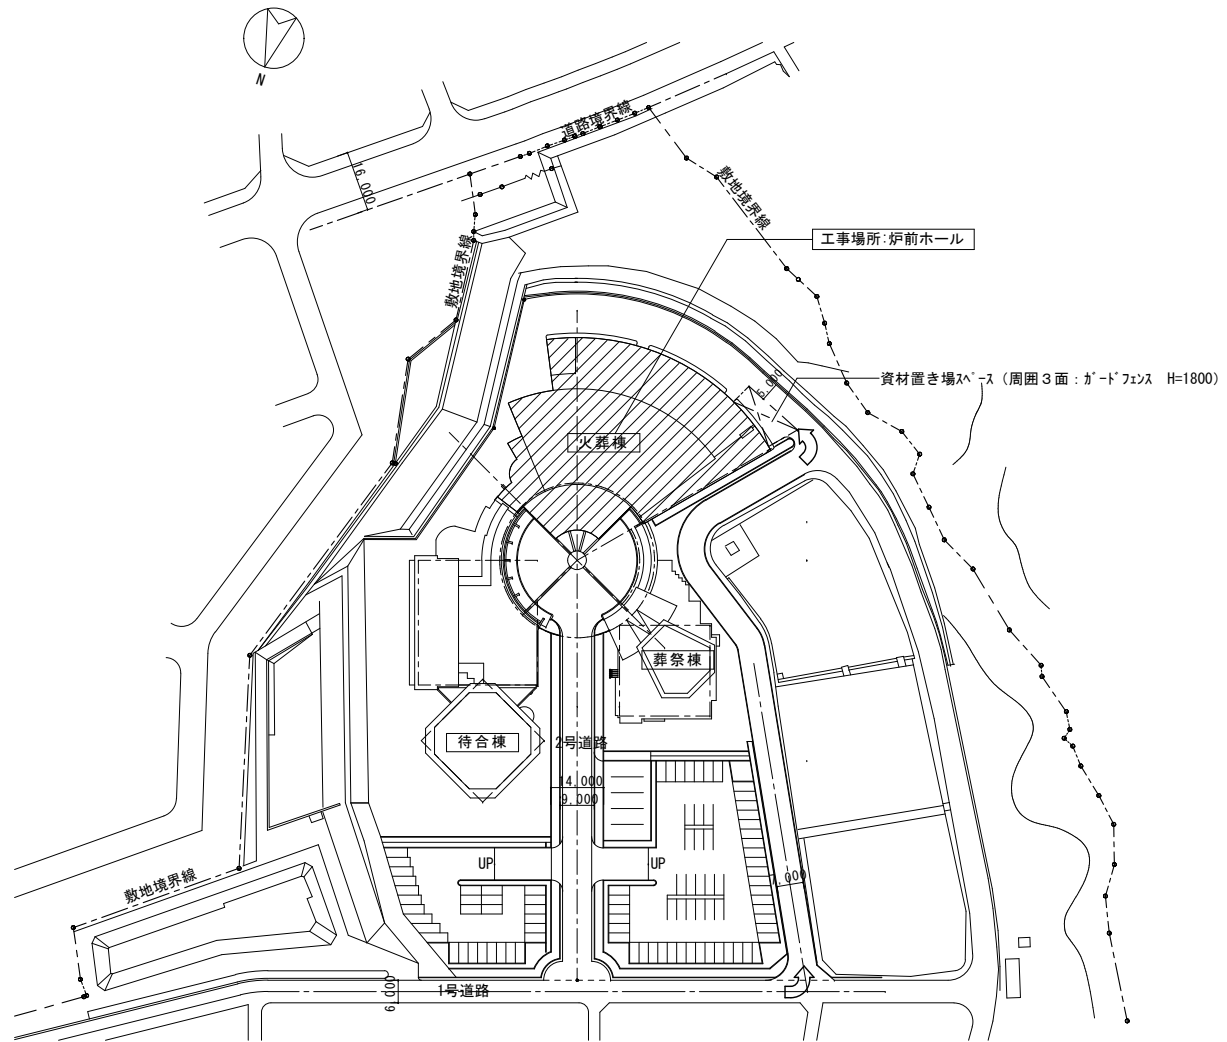 N
道路境界線
16,000
敷地境界線
工事場所:炉前ホール
敷地境界線
5,000
資材置き場ｽﾍﾟｰｽ（周囲３面：ｶﾞｰﾄﾞﾌｪﾝｽ　H=1800）
火葬棟
葬祭棟
待合棟
2号道路
14,000
9,000
UP
UP
7,000
敷地境界線
6,000
1号道路